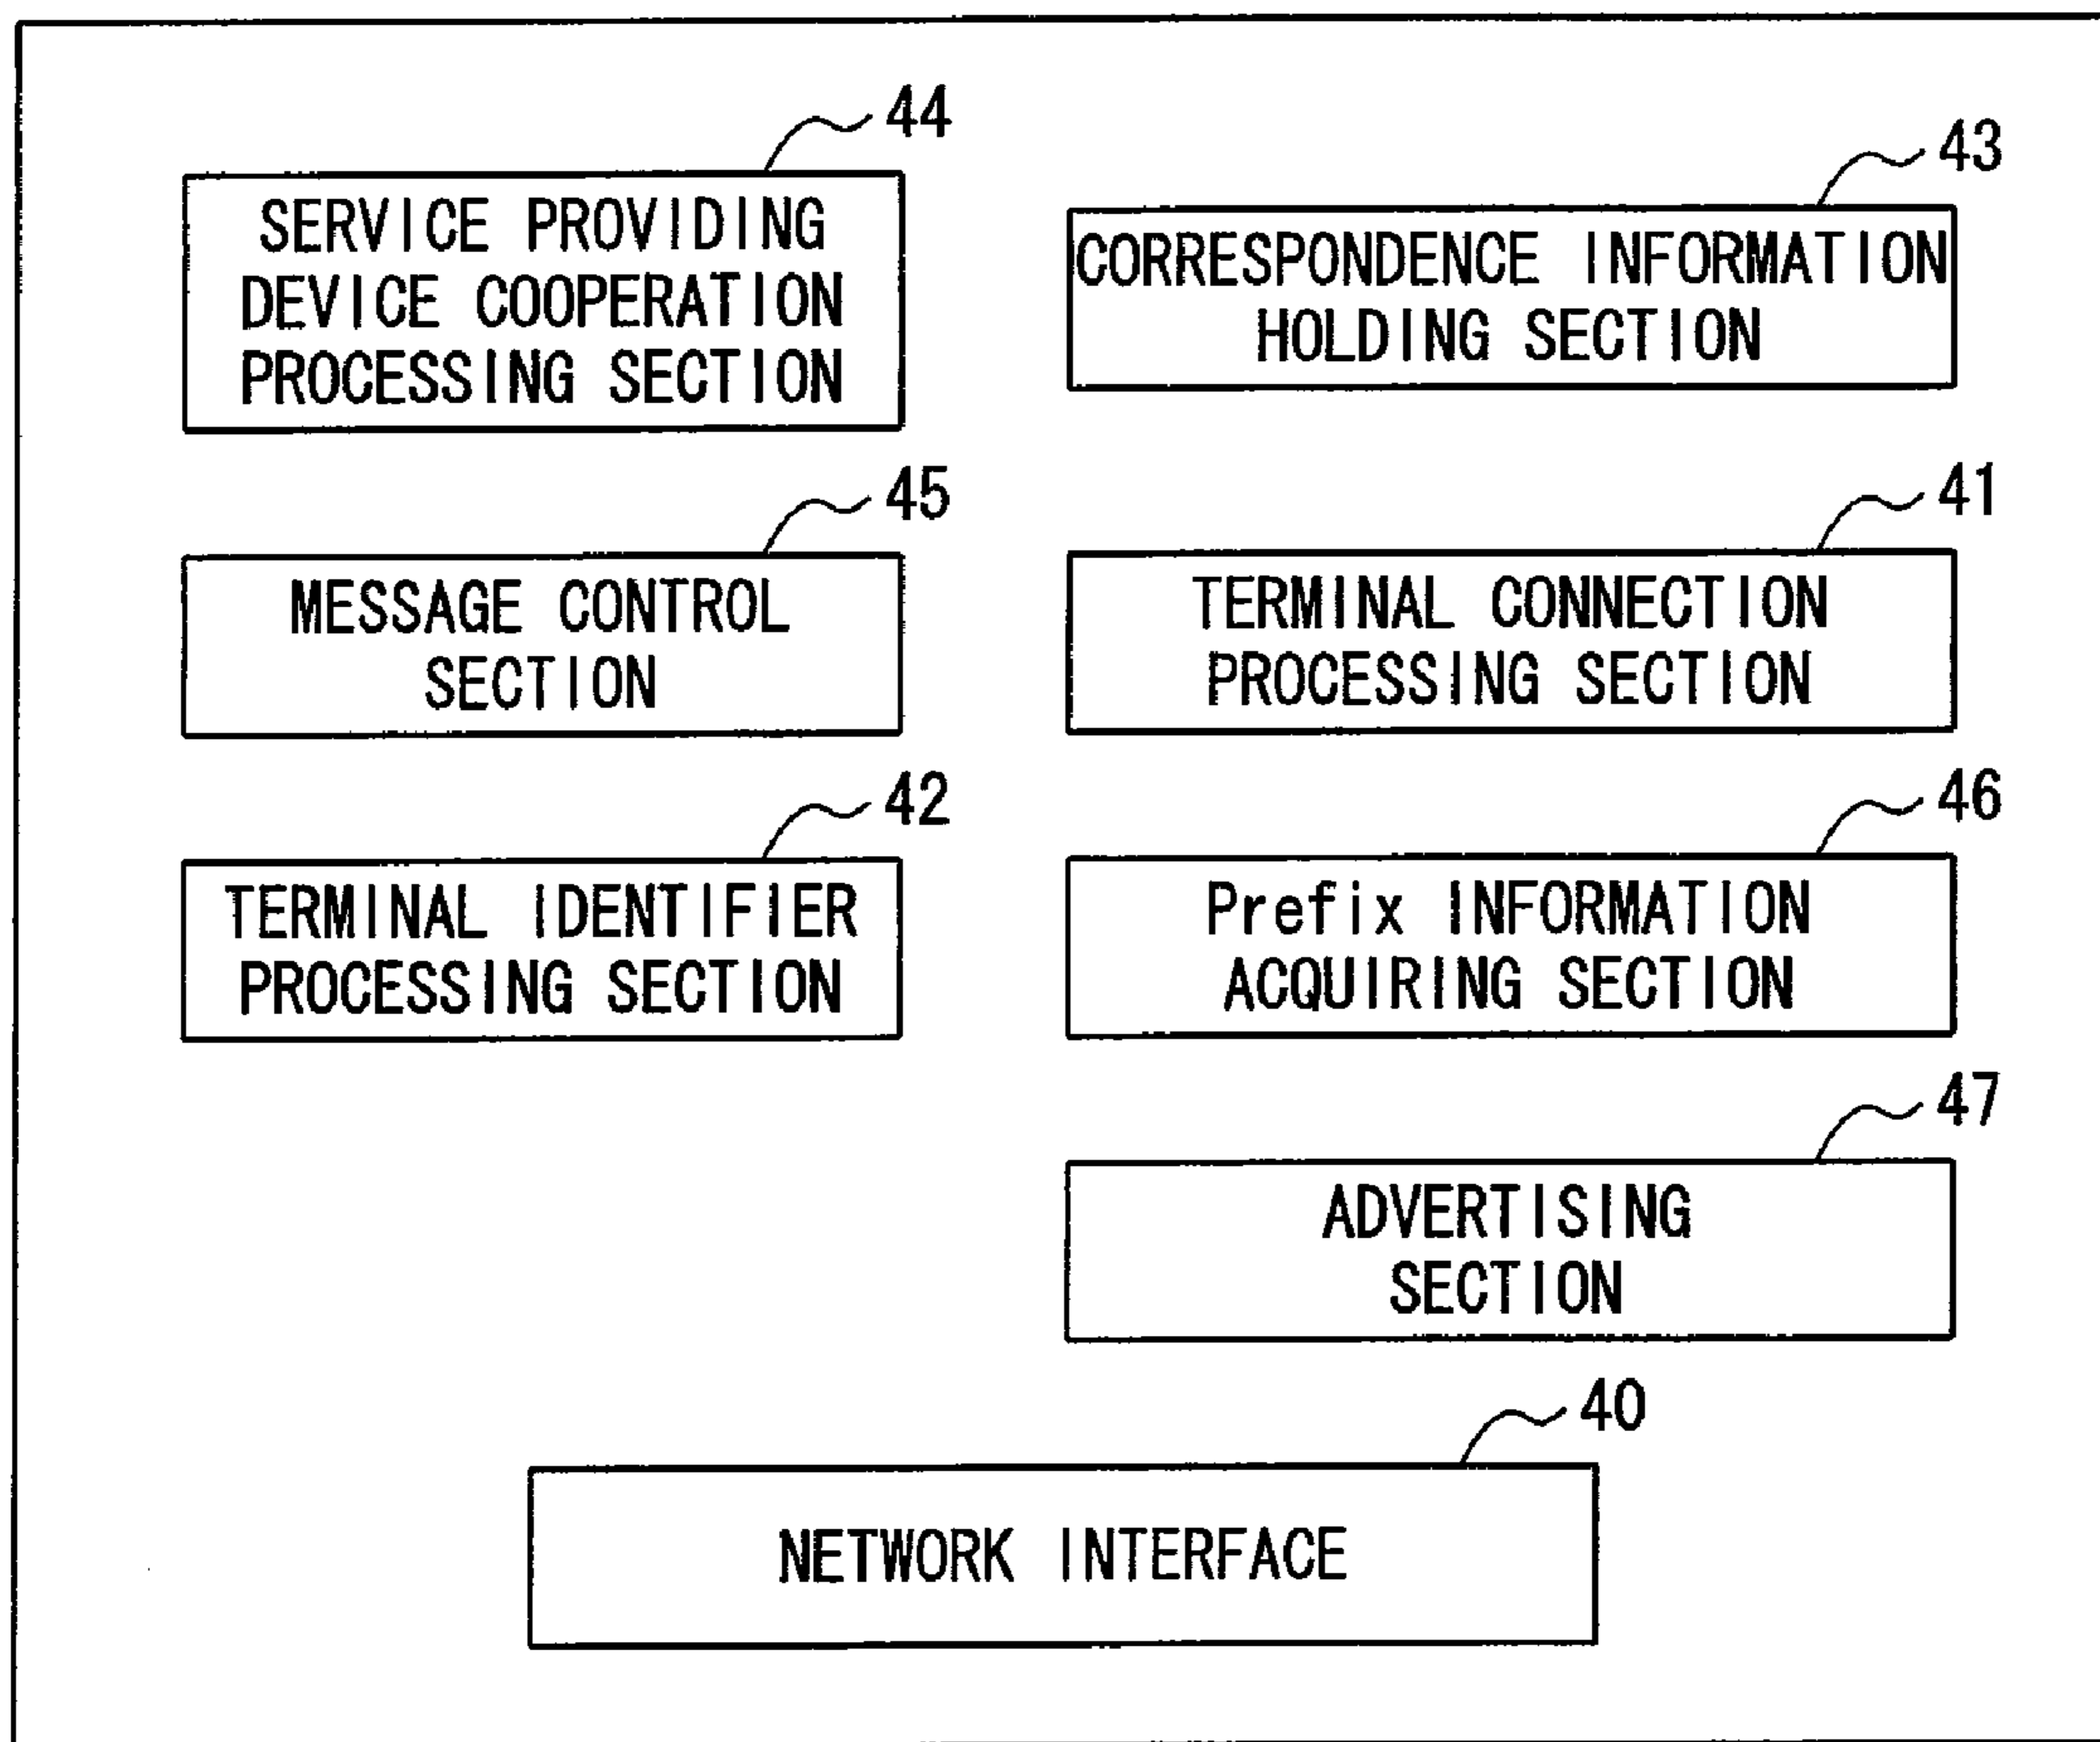 44
SERVICE PROVIDING
DEVICE COOPERATION
PROCESSING SECTION
43
CORRESPONDENCE INFORMATION
HOLDING SECTION
45
MESSAGE CONTROL
SECTION
41
TERMINAL CONNECTION
PROCESSING SECTION
42
TERMINAL IDENTIFIER
PROCESSING SECTION
46
Prefix INFORMATION
ACQUIRING SECTION
47
ADVERTISING
SECTION
40
NETWORK INTERFACE